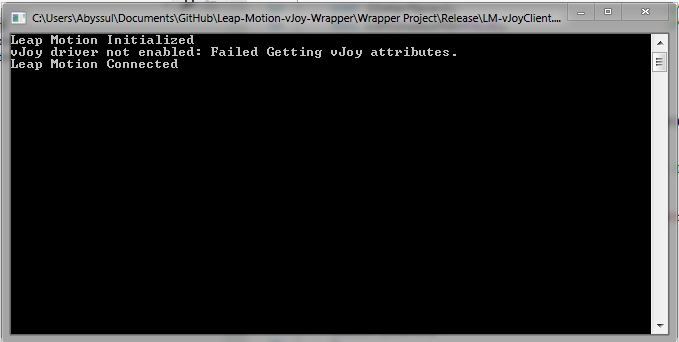 C:\Users\Abyssul\Documents\GitHub\Leap-Motion-vJoy-Wrapper\Wrapper Project\Release\LM-vJoyClient....
Leap Motion Initialized
vJoy driver not enabled: Failed Getting vJoy attributes.
Leap Motion Connected